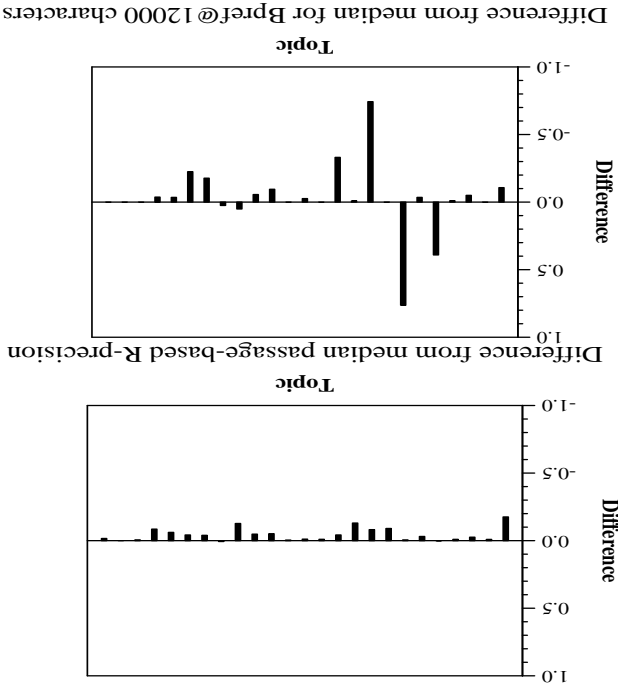 1.0
0.5
0.0
-0.5
-1.0
Difference
Topic
Difference from median passage-based R-precision
1.0
0.5
0.0
-0.5
-1.0
Difference
Topic
Difference from median for Bpref@12000 characters